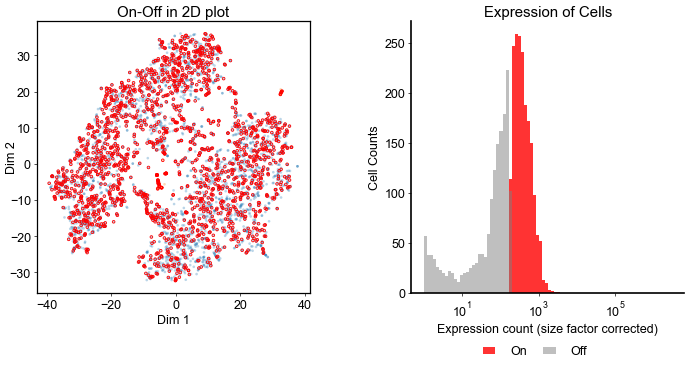 On-Off in 2D plot
Expression of Cells
30
20
10
0
−10
−20
−30
Dim 2
−40
−20
0
20
40
Dim 1
250
200
150
100
50
0
Cell Counts
10^1
10^3
10^5
Expression count (size factor corrected)
On
Off